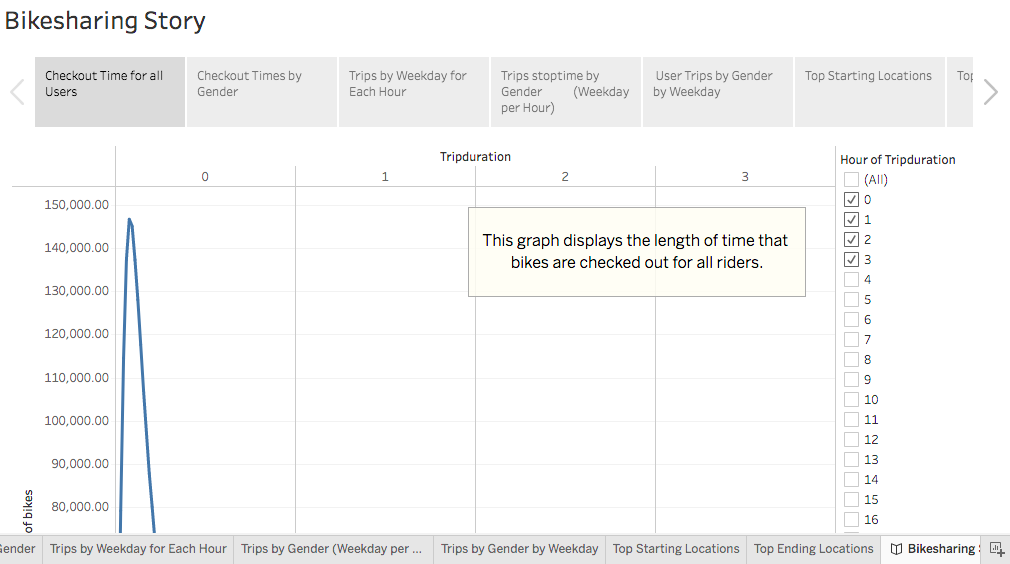 Bikesharing Story
Checkout Time for all
Users
Checkout Times by
Gender
Trips by Weekday for
Each Hour
Trips stoptime by
Gender (Weekday
per Hour)
User Trips by Gender
by Weekday
Top Starting Locations
Top
Tripduration
0 1 2 3
150,000.00
140,000.00
130,000.00
120,000.00
110,000.00
100,000.00
90,000.00
80,000.00
of bikes
This graph displays the length of time that
bikes are checked out for all riders.
Hour of Tripduration
(All)
0
1
2
3
4
5
6
7
8
9
10
11
12
13
14
15
16
Gender Trips by Weekday for Each Hour Trips by Gender (Weekday per ... Trips by Gender by Weekday Top Starting Locations Top Ending Locations Bikesharing